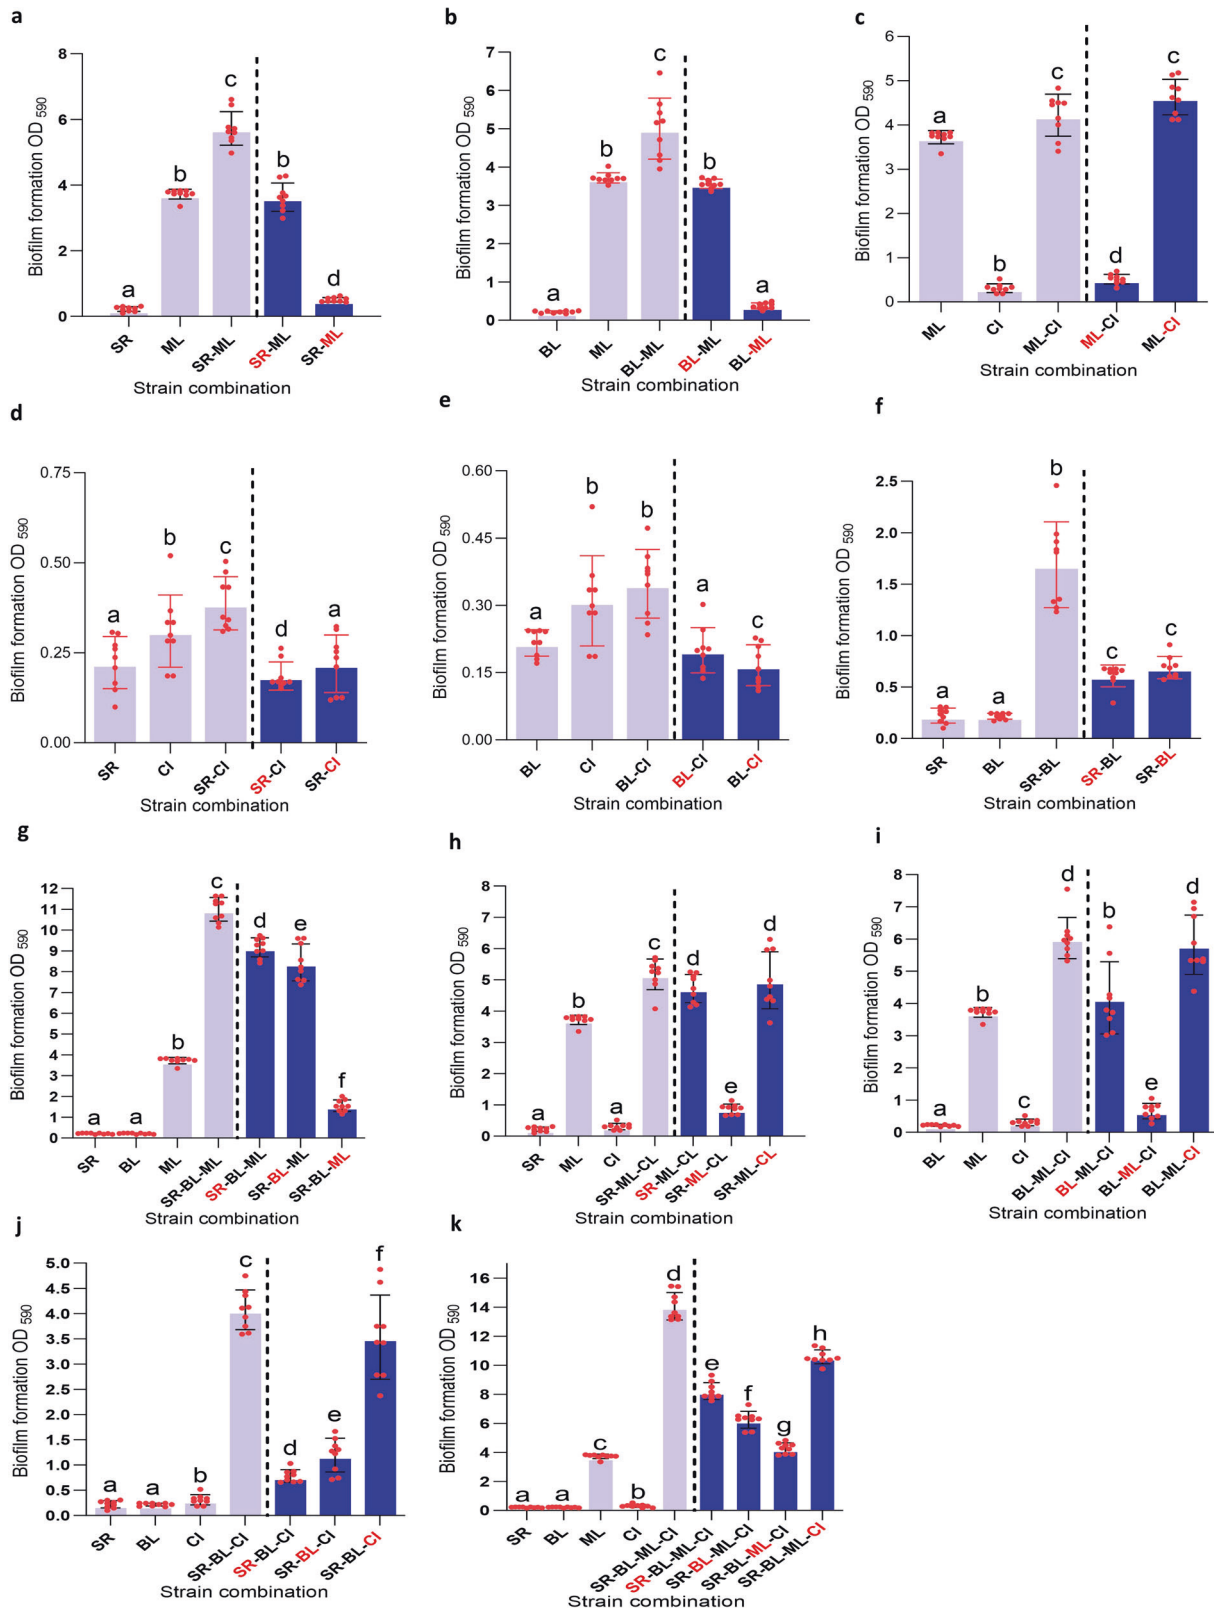 a
Biofilm formation OD 590
8
6
4
2
0
a
b
c
b
d
SR
ML
SR-ML
SR-ML
SR-ML
Strain combination
b
Biofilm formation OD 590
7
6
5
4
3
2
1
0
a
b
c
b
a
BL
ML
BL-ML
BL-ML
BL-ML
Strain combination
c
Biofilm formation OD 590
6
5
4
3
2
1
0
a
b
c
d
c
ML
CI
ML-CI
ML-CI
ML-CI
Strain combination
d
Biofilm formation OD 590
0.75
0.50
0.25
0.00
a
b
c
d
a
SR
CI
SR-CI
SR-CI
SR-CI
Strain combination
e
Biofilm formation OD 590
0.60
0.45
0.30
0.15
0.00
a
b
b
a
c
BL
CI
BL-CI
BL-CI
BL-CI
Strain combination
f
Biofilm formation OD 590
2.5
2.0
1.5
1.0
0.5
0.0
a
a
b
c
c
SR
BL
SR-BL
SR-BL
SR-BL
Strain combination
g
Biofilm formation OD 590
12
11
10
9
8
7
6
5
4
3
2
1
0
a
a
b
c
d
e
f
SR
BL
ML
SR-BL-ML
SR-BL-ML
SR-BL-ML
SR-BL-ML
Strain combination
h
Biofilm formation OD 590
8
7
6
5
4
3
2
1
0
a
b
a
c
d
e
d
SR
ML
CI
SR-ML-CL
SR-ML-CL
SR-ML-CL
SR-ML-CL
Strain combination
i
Biofilm formation OD 590
8
7
6
5
4
3
2
1
0
a
b
c
d
b
e
d
BL
ML
CI
BL-ML-CI
BL-ML-CI
BL-ML-CI
BL-ML-CI
Strain combination
j
Biofilm formation OD 590
5.0
4.5
4.0
3.5
3.0
2.5
2.0
1.5
1.0
0.5
0.0
a
a
b
c
d
e
f
SR
BL
CI
SR-BL-CI
SR-BL-CI
SR-BL-CI
SR-BL-CI
Strain combination
k
Biofilm formation OD 590
16
14
12
10
8
6
4
2
0
a
a
c
b
d
e
f
g
h
SR
BL
ML
CI
SR-BL-ML-CI
SR-BL-ML-CI
SR-BL-ML-CI
SR-BL-ML-CI
SR-BL-ML-CI
Strain combination